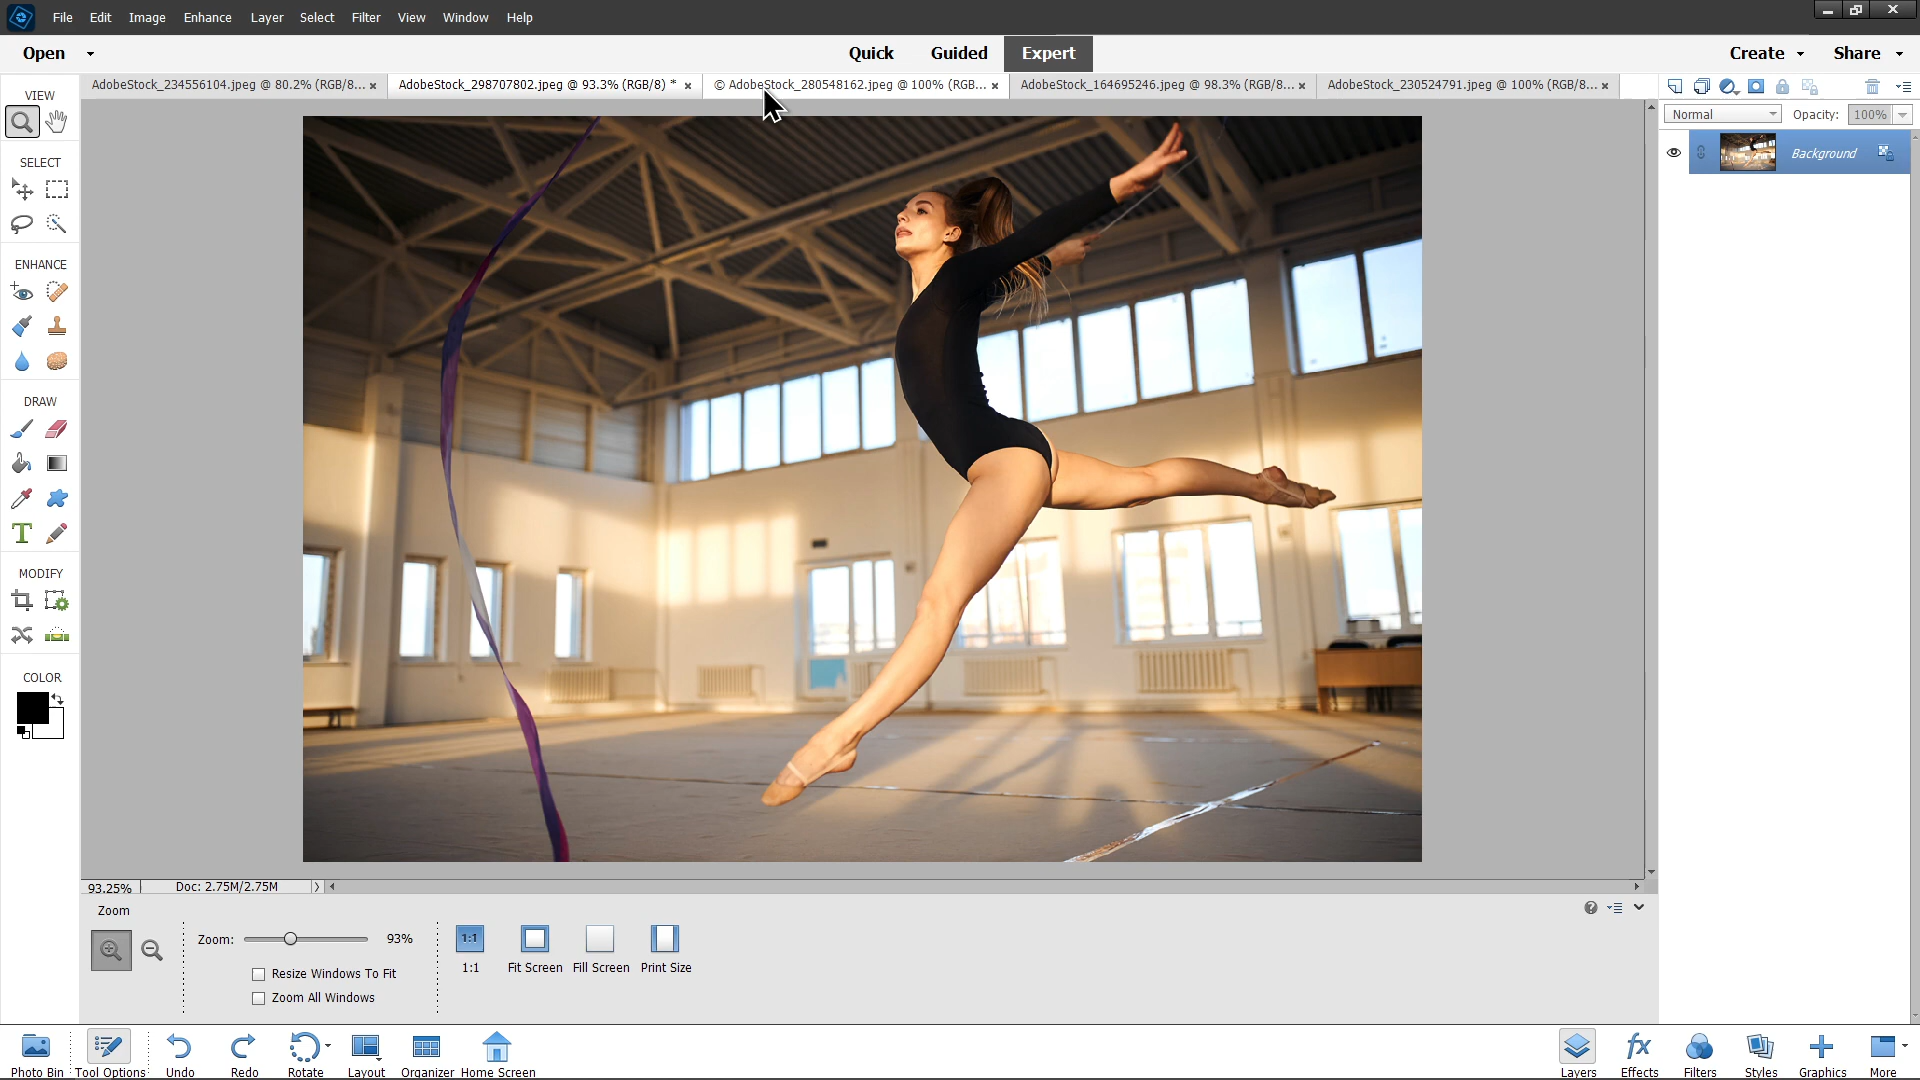 File Edit Image Enhance Layer Select Filter View Window Help
Open Quick Guided Expert Create Share
AdobeStock_234556104.jpeg @ 80.2% (RGB/8... × AdobeStock_298707802.jpeg @ 93.3% (RGB/8) * × © AdobeStock_280548162.jpeg @ 100% (RGB... × AdobeStock_164695246.jpeg @ 98.3% (RGB/8... × AdobeStock_230524791.jpeg @ 100% (RGB/8... ×
VIEW
Normal Opacity: 100%
Background
SELECT
ENHANCE
DRAW
T
MODIFY
COLOR
93.25% Doc: 2.75M/2.75M
Zoom
Zoom: 93%
1:1
1:1 Fit Screen Fill Screen Print Size
Resize Windows To Fit
Zoom All Windows
fx
Photo Bin Tool Options Undo Redo Rotate Layout Organizer Home Screen Layers Effects Filters Styles Graphics More